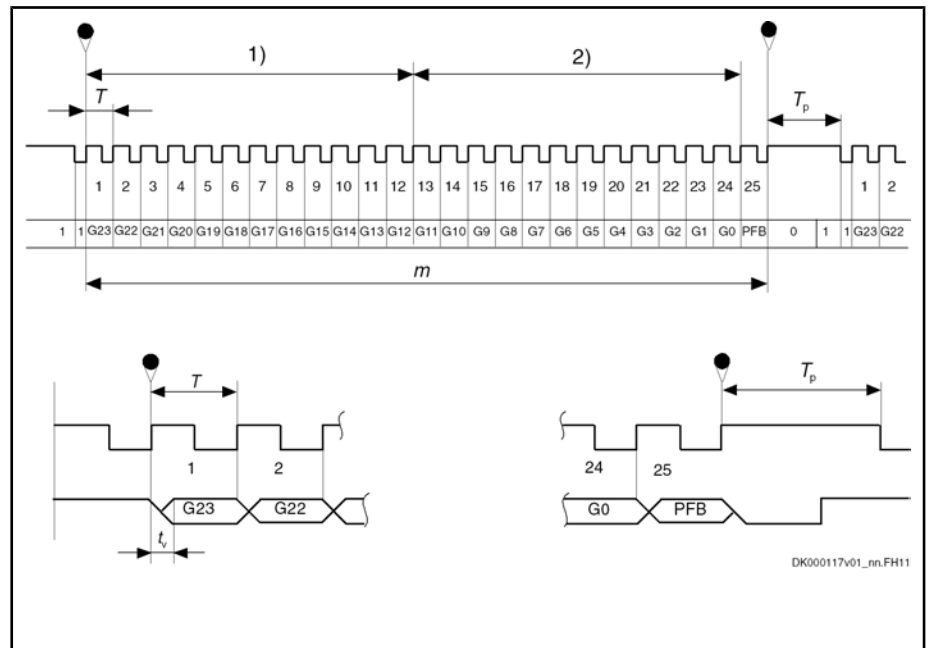 1) 2)
T Tp
1 2 3 4 5 6 7 8 9 10 11 12 13 14 15 16 17 18 19 20 21 22 23 24 25 1 2
1 1 G23 G22 G21 G20 G19 G18 G17 G16 G15 G14 G13 G12 G11 G10 G9 G8 G7 G6 G5 G4 G3 G2 G1 G0 PFB 0 1 1 G23 G22
m
T Tp
1 2 24 25
G23 G22 G0 PFB
tv
DK000117v01_nn.FH11